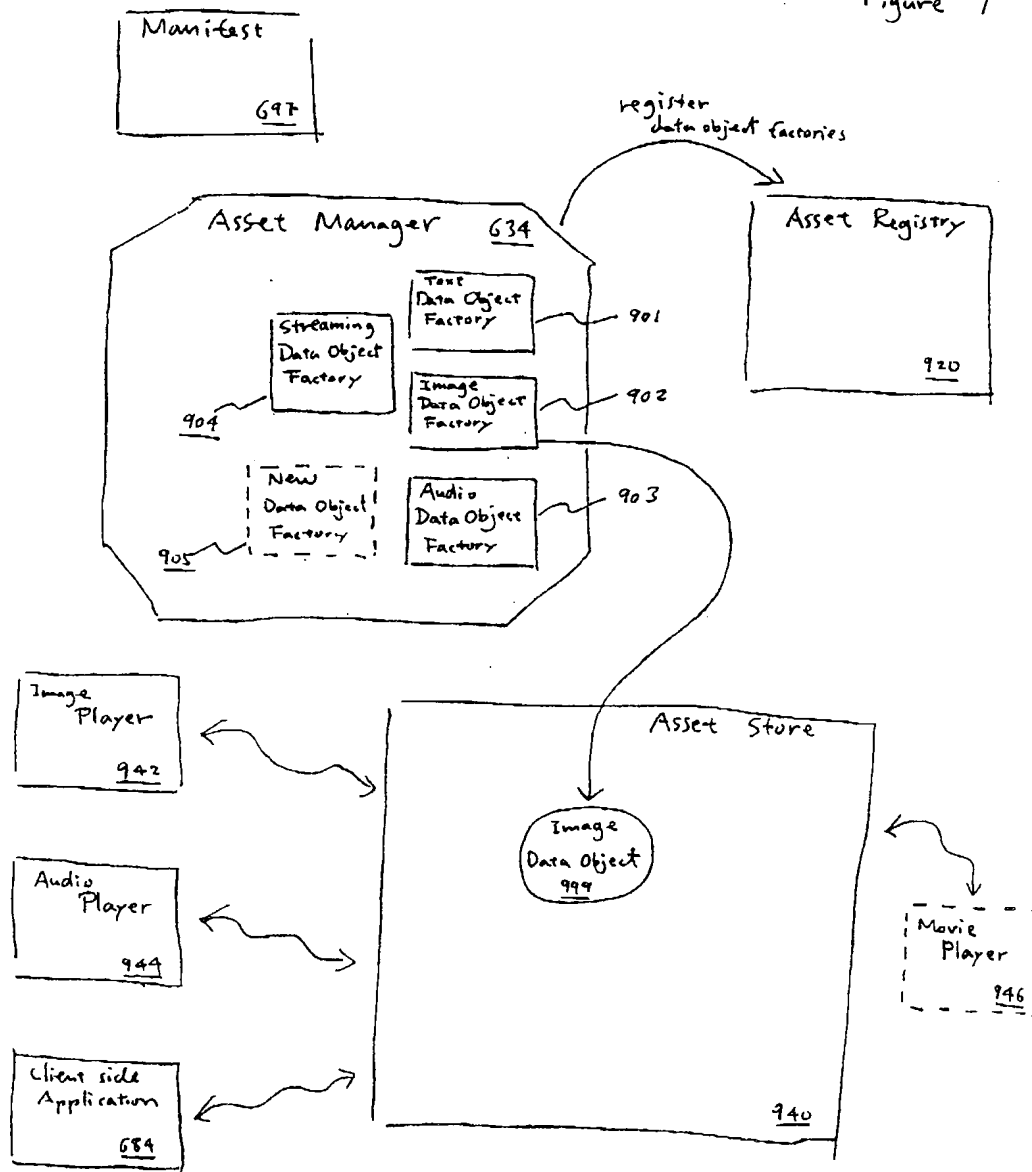 Figure
Manifest
697
register
data object factories
Asset Manager 634
Asset Registry
920
Text
Data Object
Factory
901
Streaming
Data Object
Factory
904
Image
Data Object
Factory
902
New
Data Object
Factory
905
Audio
Data Object
Factory
903
Image
Player
942
Asset Store
Image
Data Object
999
Audio
Player
944
Movie
Player
946
Client side
Application
684
940